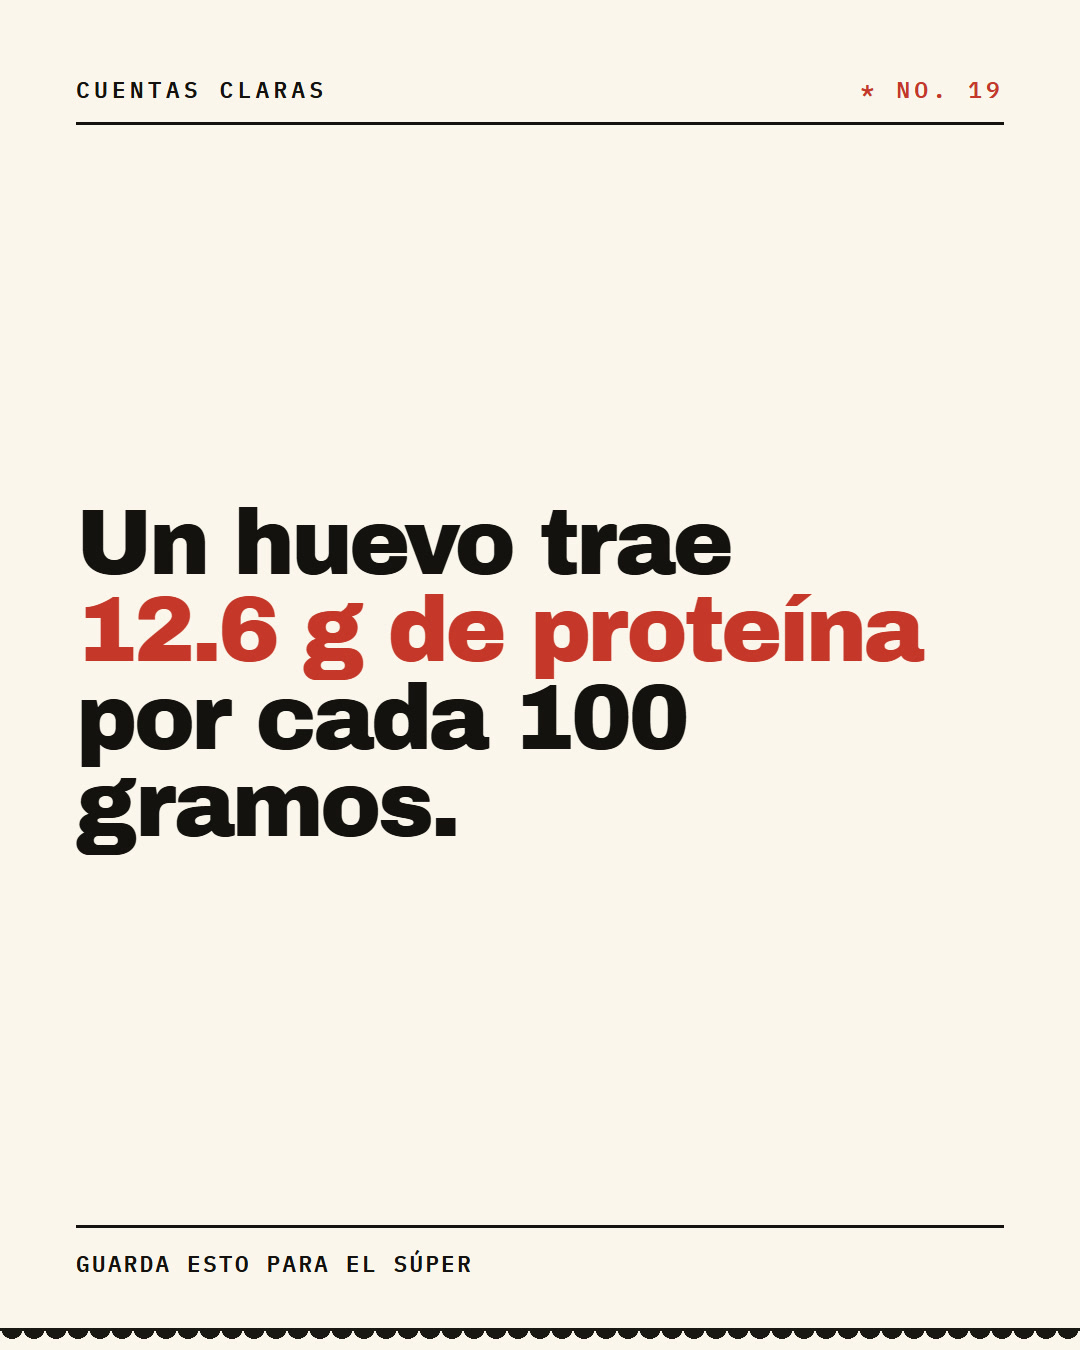 CUENTAS CLARAS
* NO. 19
Un huevo trae
12.6 g de proteína
por cada 100
gramos.
GUARDA ESTO PARA EL SÚPER